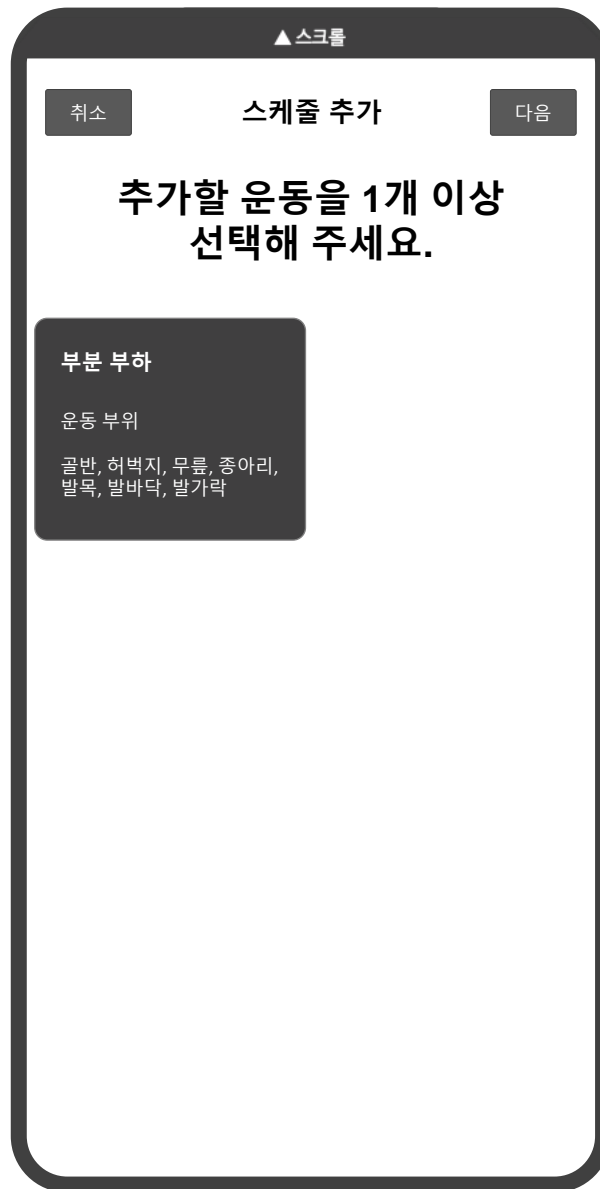 ▲ 스크롤
취소
스케줄 추가
다음
추가할 운동을 1개 이상
선택해 주세요.
부분 부하
운동 부위
골반, 허벅지, 무릎, 종아리,
발목, 발바닥, 발가락